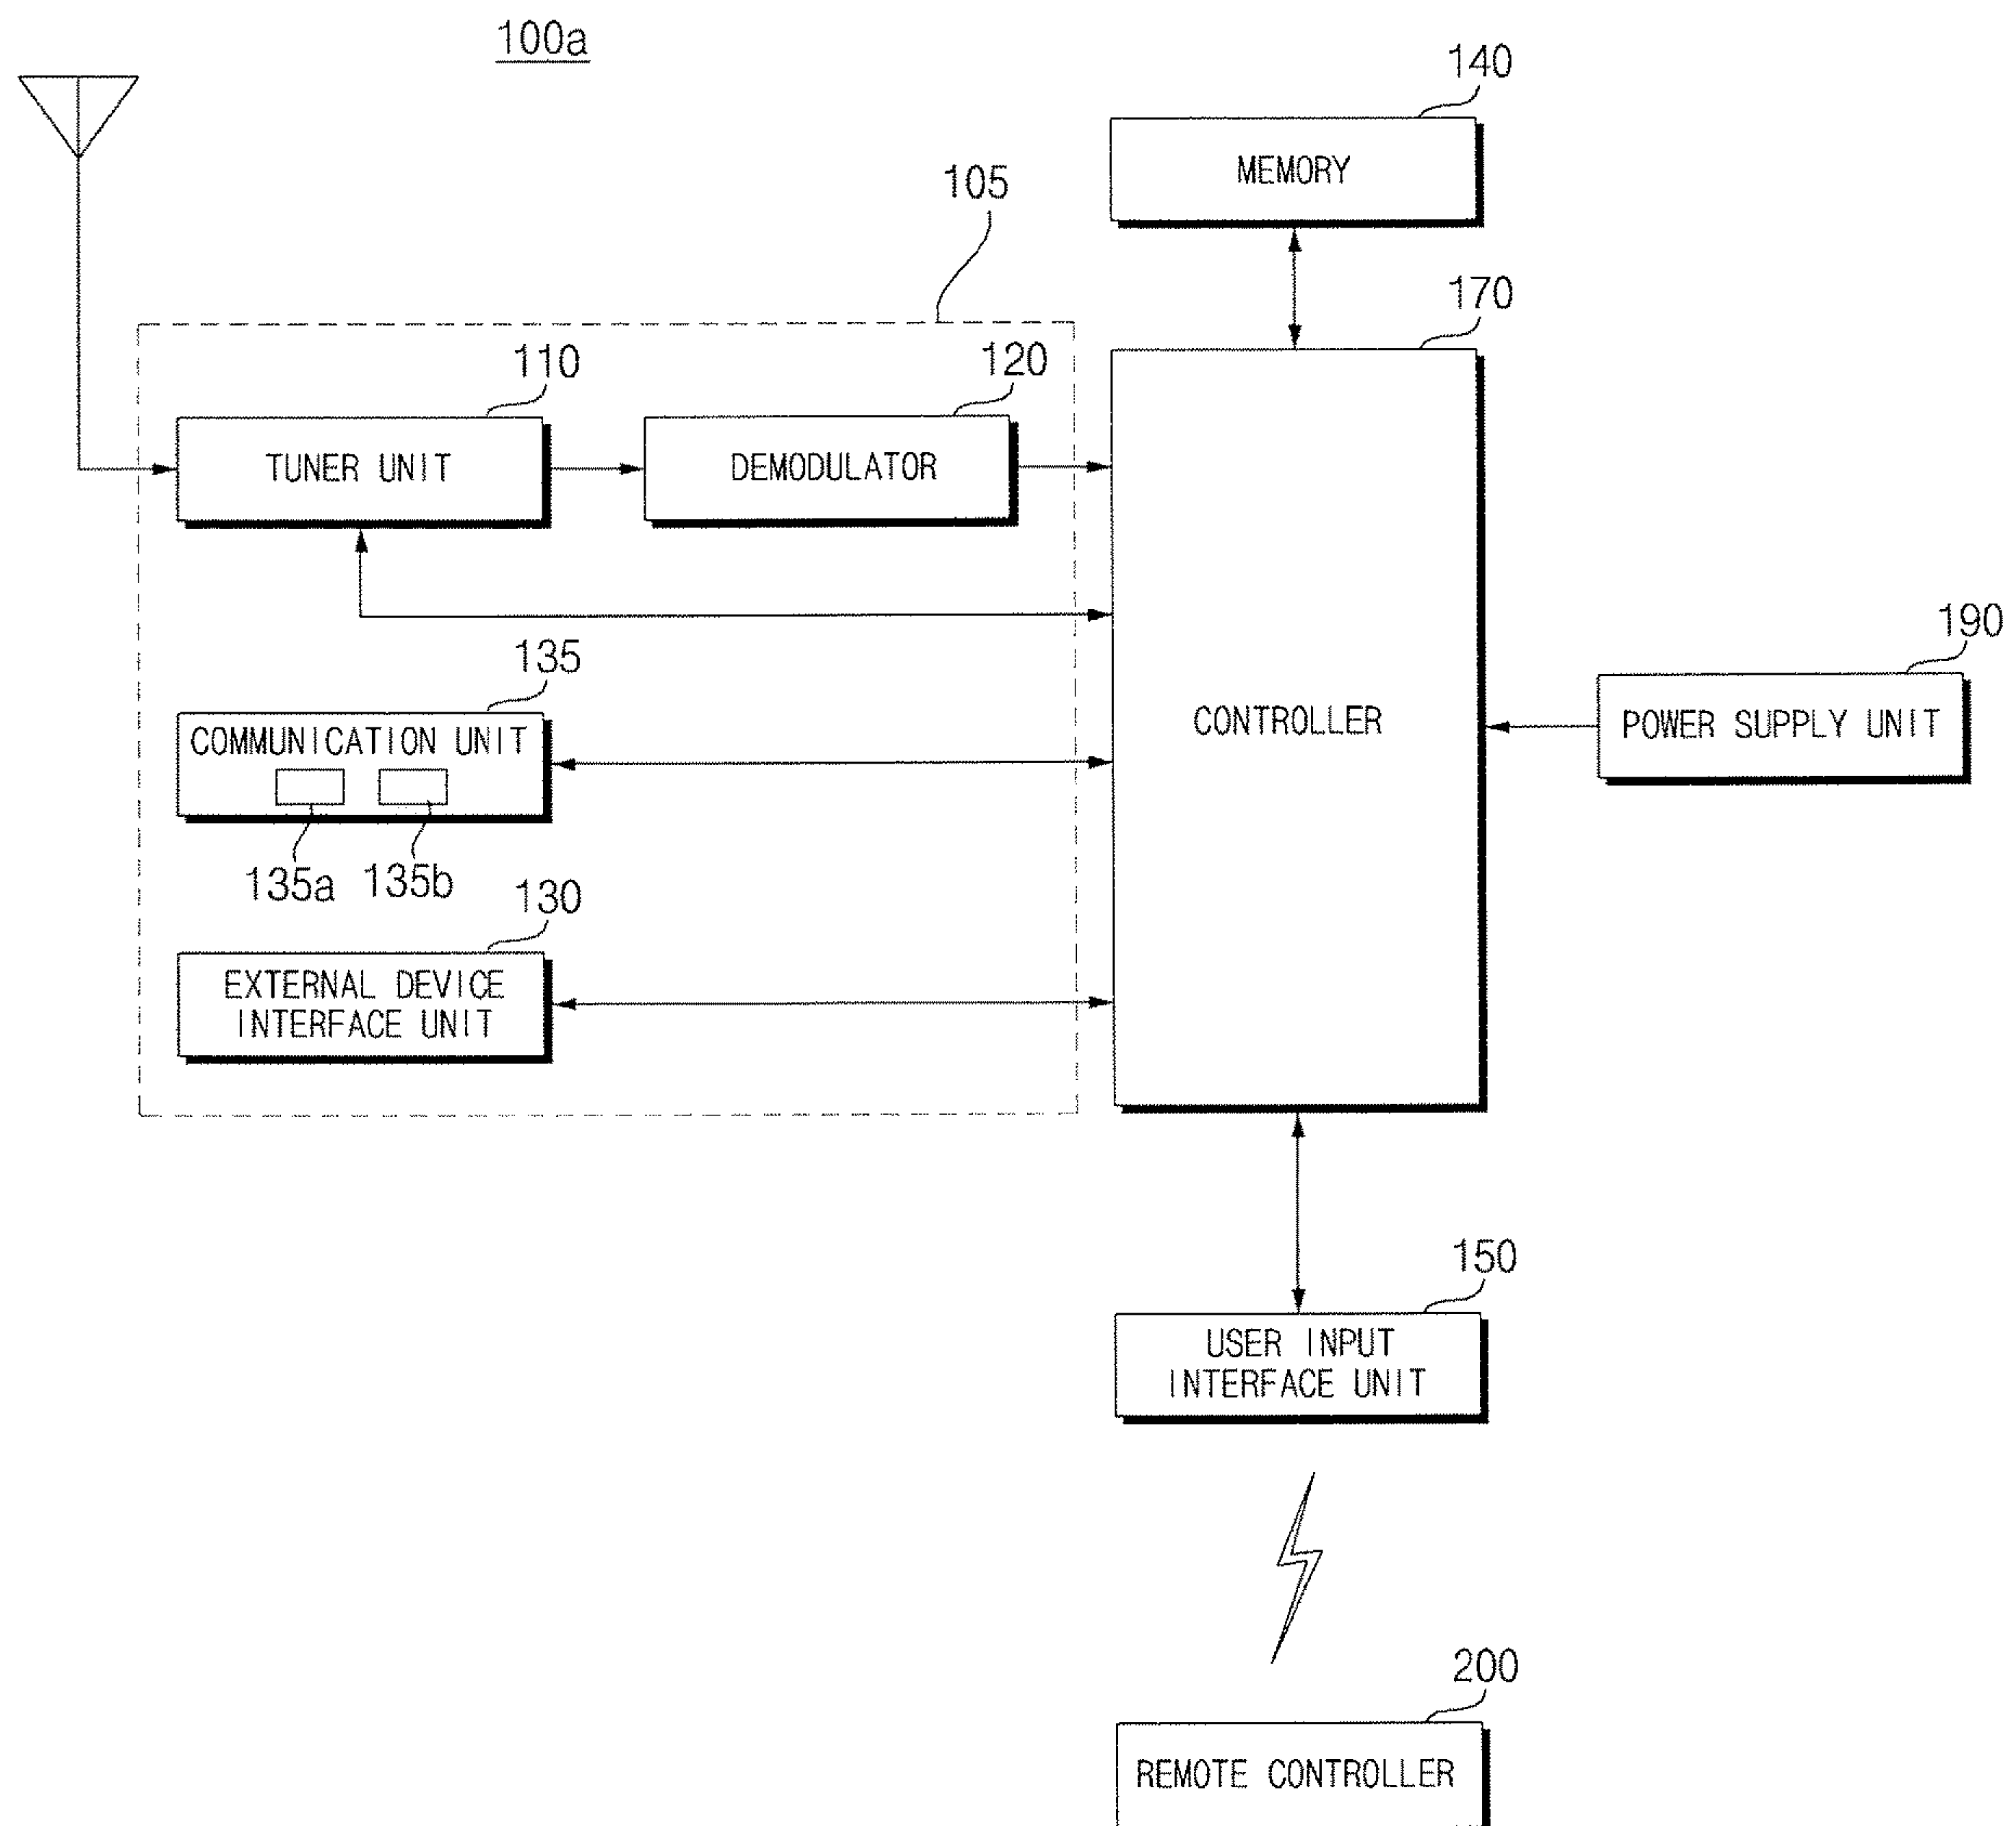 100a
140
MEMORY
105
170
110
120
TUNER UNIT
DEMODULATOR
190
135
COMMUNICATION UNIT
CONTROLLER
POWER SUPPLY UNIT
135a
135b
130
EXTERNAL DEVICE
INTERFACE UNIT
150
USER INPUT
INTERFACE UNIT
200
REMOTE CONTROLLER